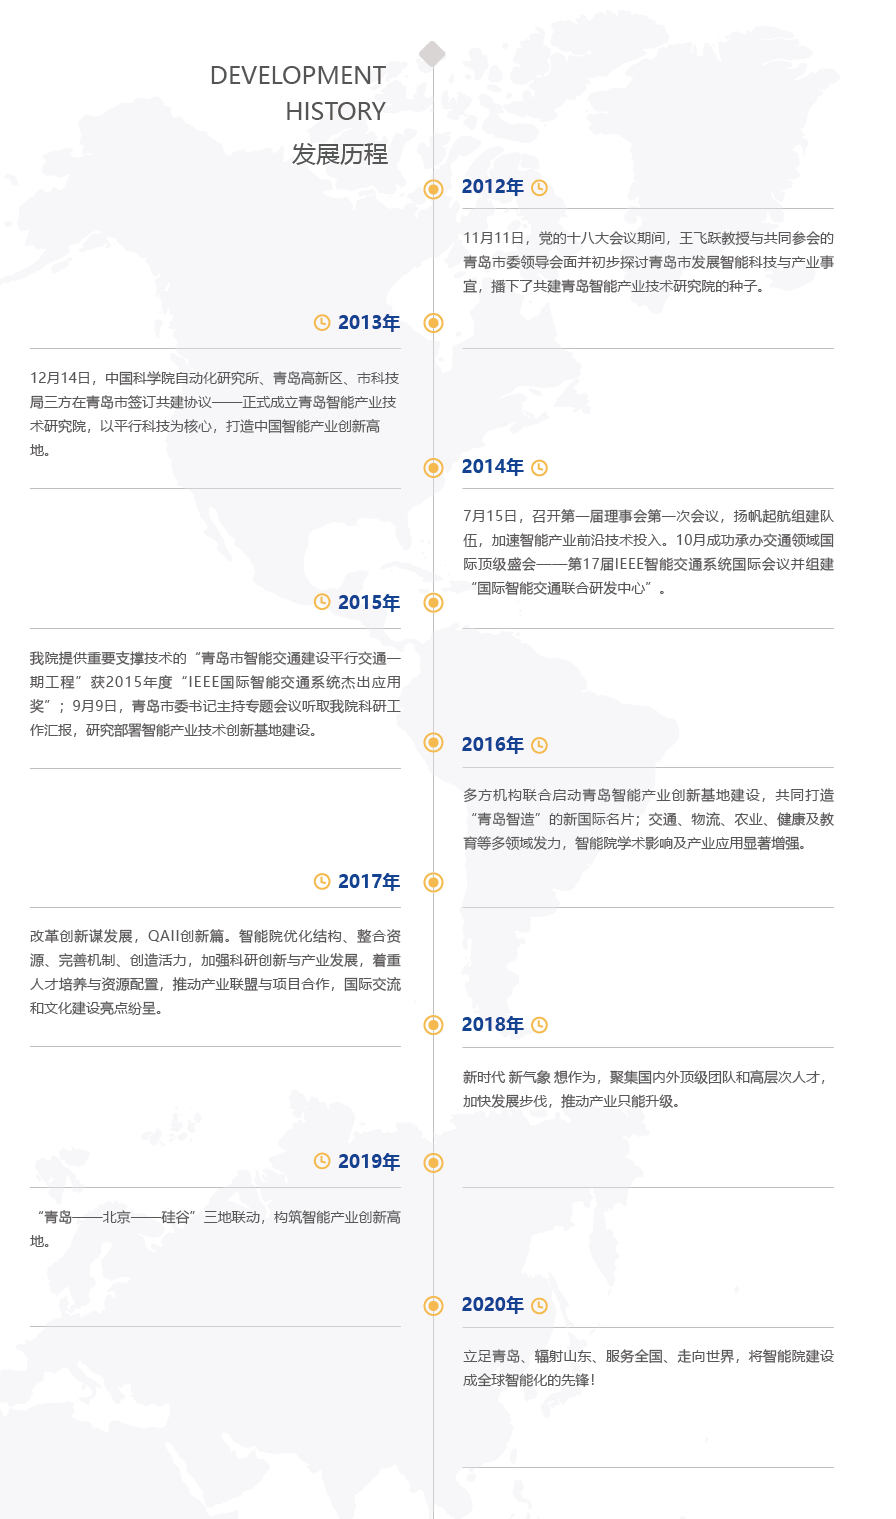 DEVELOPMENT
HISTORY
发展历程
2012年
11月11日，党的十八大会议期间，王飞跃教授与共同参会的
青岛市委领导会面并初步探讨青岛市发展智能科技与产业事
宜，播下了共建青岛智能产业技术研究院的种子。
2013年
12月14日，中国科学院自动化研究所、青岛高新区、市科技
局三方在青岛市签订共建协议——正式成立青岛智能产业技
术研究院，以平行科技为核心，打造中国智能产业创新高
地。
2014年
7月15日，召开第一届理事会第一次会议，扬帆起航组建队
伍，加速智能产业前沿技术投入。10月成功承办交通领域国
际顶级盛会——第17届IEEE智能交通系统国际会议并组建
“国际智能交通联合研发中心”。
2015年
我院提供重要支撑技术的“青岛市智能交通建设平行交通一
期工程”获2015年度“IEEE国际智能交通系统杰出应用
奖”；9月9日，青岛市委书记主持专题会议听取我院科研工
作汇报，研究部署智能产业技术创新基地建设。
2016年
多方机构联合启动青岛智能产业创新基地建设，共同打造
“青岛智造”的新国际名片；交通、物流、农业、健康及教
育等多领域发力，智能院学术影响及产业应用显著增强。
2017年
改革创新谋发展，QAII创新篇。智能院优化结构、整合资
源、完善机制、创造活力，加强科研创新与产业发展，着重
人才培养与资源配置，推动产业联盟与项目合作，国际交流
和文化建设亮点纷呈。
2018年
新时代 新气象 想作为，聚集国内外顶级团队和高层次人才，
加快发展步伐，推动产业只能升级。
2019年
“青岛——北京——硅谷”三地联动，构筑智能产业创新高
地。
2020年
立足青岛、辐射山东、服务全国、走向世界，将智能院建设
成全球智能化的先锋！